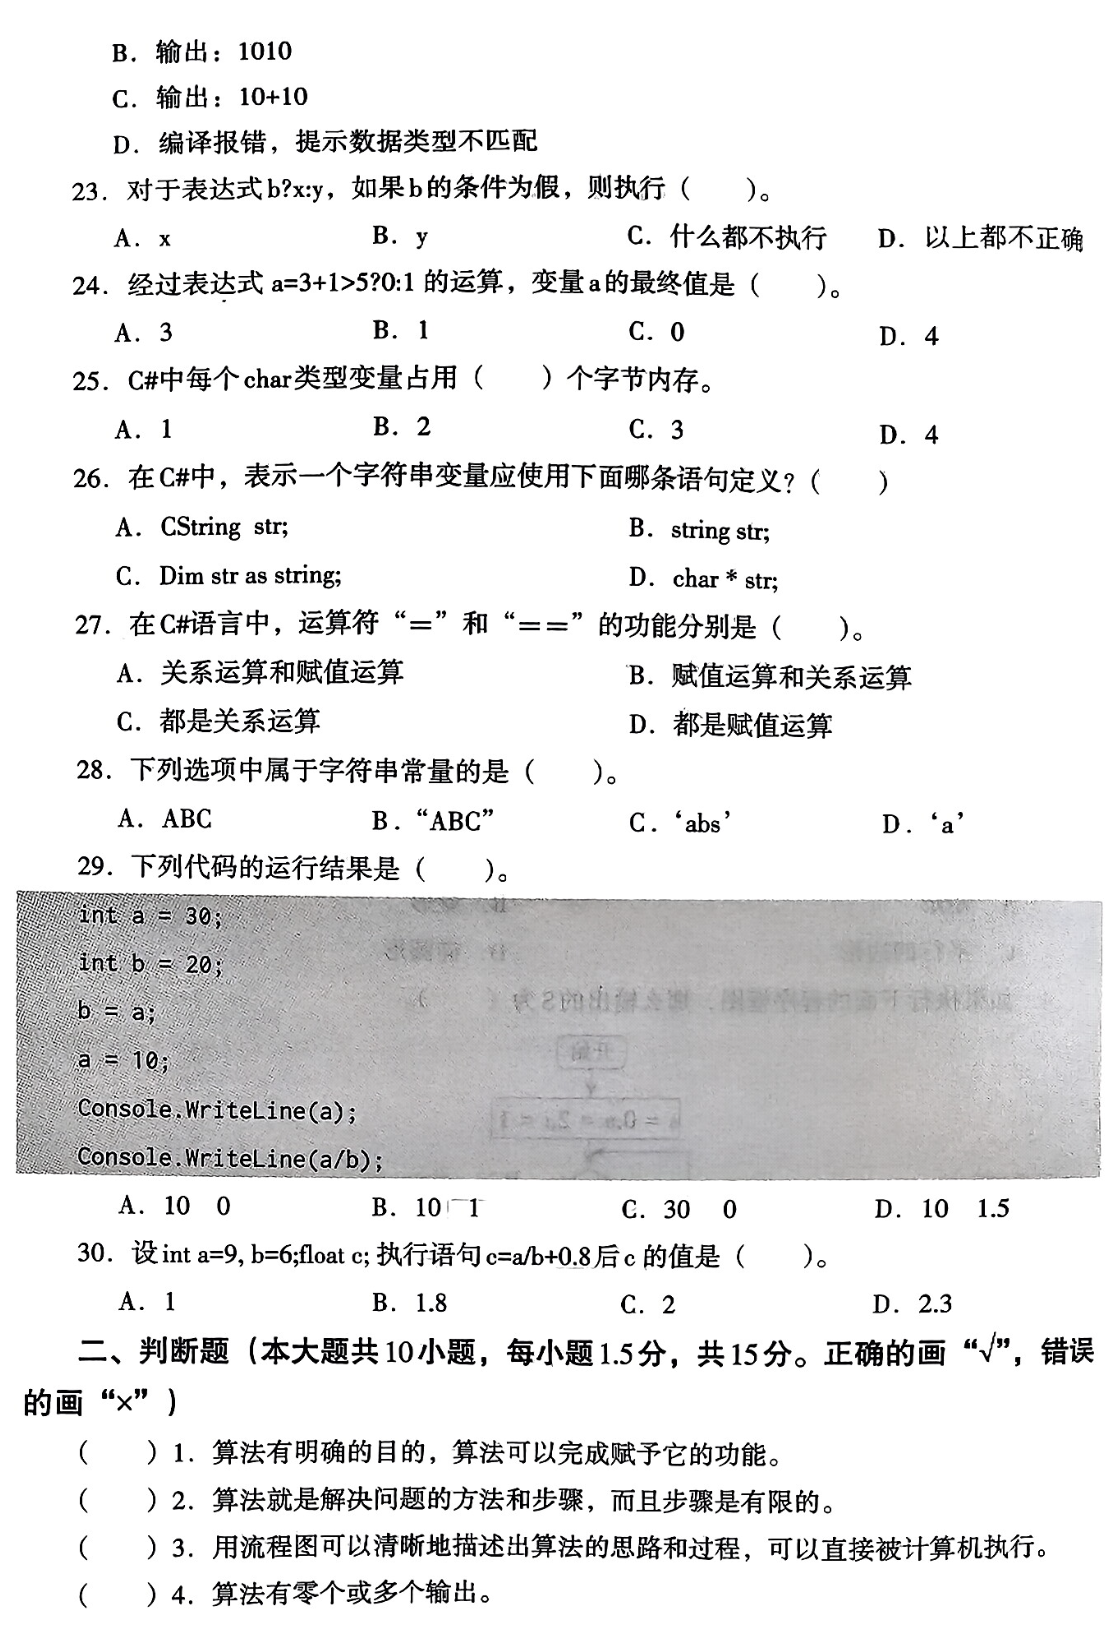 B. 输出：1010
C. 输出：10+10
D. 编译报错，提示数据类型不匹配
23. 对于表达式b?x:y，如果b的条件为假，则执行（　　）。
A. x　B. y　C. 什么都不执行　D. 以上都不正确
24. 经过表达式 a=3+1>5?0:1 的运算，变量a的最终值是（　　）。
A. 3　B. 1　C. 0　D. 4
25. C#中每个char类型变量占用（　　）个字节内存。
A. 1　B. 2　C. 3　D. 4
26. 在C#中，表示一个字符串变量应使用下面哪条语句定义？（　　）
A. CString str;　B. string str;
C. Dim str as string;　D. char * str;
27. 在C#语言中，运算符“=”和“==”的功能分别是（　　）。
A. 关系运算和赋值运算　B. 赋值运算和关系运算
C. 都是关系运算　D. 都是赋值运算
28. 下列选项中属于字符串常量的是（　　）。
A. ABC　B. “ABC”　C. ‘abs’　D. ‘a’
29. 下列代码的运行结果是（　　）。
int a = 30;
int b = 20;
b = a;
a = 10;
Console.WriteLine(a);
Console.WriteLine(a/b);
A. 10　0　B. 10　1　C. 30　0　D. 10　1.5
30. 设int a=9, b=6;float c; 执行语句c=a/b+0.8后c 的值是（　　）。
A. 1　B. 1.8　C. 2　D. 2.3
二、判断题（本大题共10小题，每小题1.5分，共15分。正确的画“√”，错误
的画“×”）
（　　）1. 算法有明确的目的，算法可以完成赋予它的功能。
（　　）2. 算法就是解决问题的方法和步骤，而且步骤是有限的。
（　　）3. 用流程图可以清晰地描述出算法的思路和过程，可以直接被计算机执行。
（　　）4. 算法有零个或多个输出。